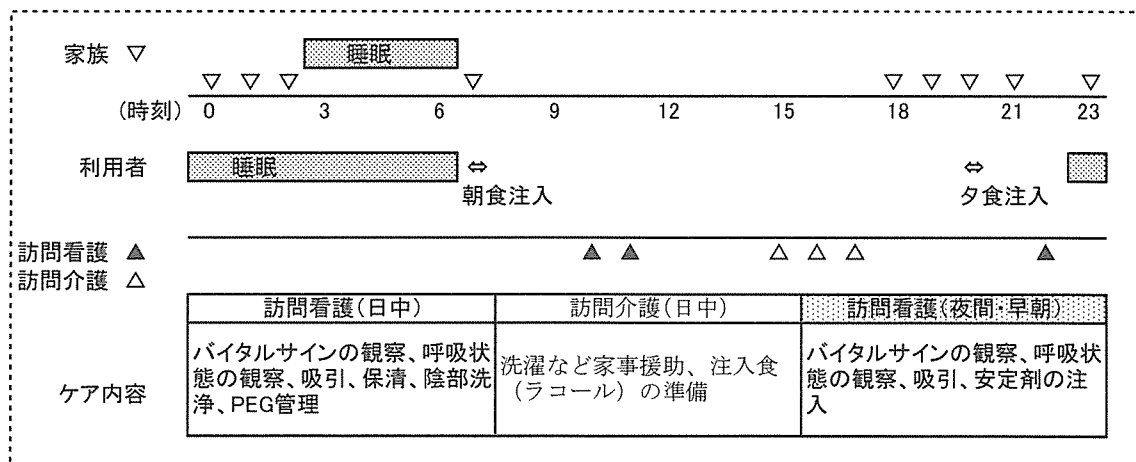 家族 ▽ 睡眠
▽ ▽ ▽ ▽ ▽ ▽ ▽ ▽ ▽
(時刻) 0 3 6 9 12 15 18 21 23
利用者 睡眠 ⇔ ⇔
朝食注入 夕食注入
訪問看護 ▲ ▲ ▲ △ △ △ ▲
訪問介護 △
訪問看護(日中) 訪問介護(日中) 訪問看護(夜間・早朝)
ケア内容
バイタルサインの観察、呼吸状
態の観察、吸引、保清、陰部洗
浄、PEG管理
洗濯など家事援助、注入食
(ラコール)の準備
バイタルサインの観察、呼吸状
態の観察、吸引、安定剤の注
入